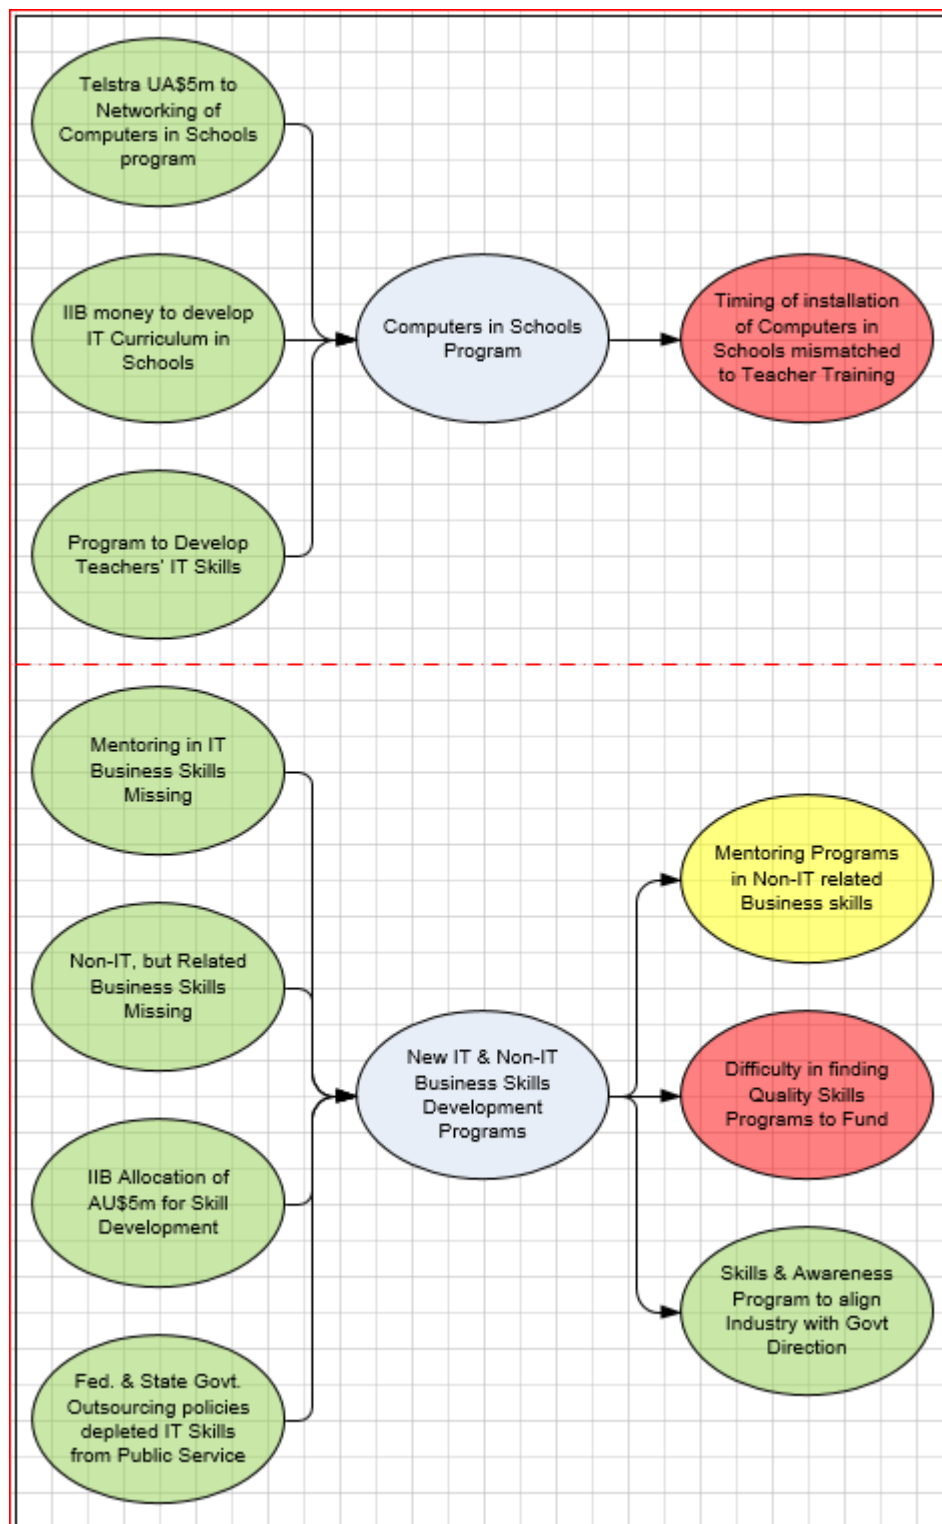 Telstra UA$5m to
Networking of
Computers in Schools
program
IIB money to develop
IT Curriculum in
Schools
Computers in Schools
Program
Timing of installation
of Computers in
Schools mismatched
to Teacher Training
Program to Develop
Teachers' IT Skills
Mentoring in IT
Business Skills
Missing
Mentoring Programs
in Non-IT related
Business skills
Non-IT, but Related
Business Skills
Missing
New IT & Non-IT
Business Skills
Development
Programs
Difficulty in finding
Quality Skills
Programs to Fund
IIB Allocation of
AU$5m for Skill
Development
Skills & Awareness
Program to align
Industry with Govt
Direction
Fed. & State Govt.
Outsourcing policies
depleted IT Skills
from Public Service